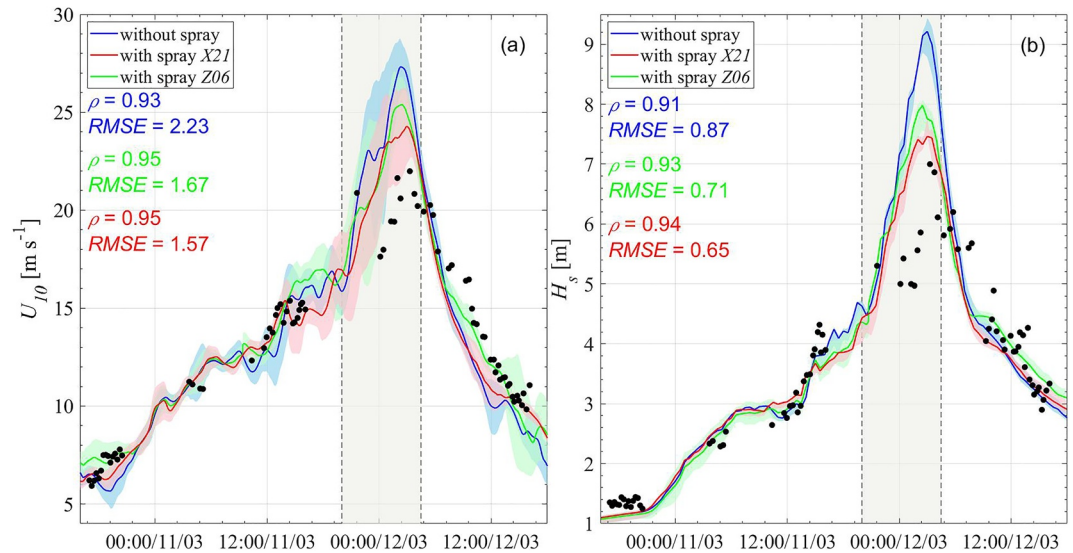 30
25
20
15
10
5
U10 [m s-1]
without spray
with spray X21
with spray Z06
(a)
ρ = 0.93
RMSE = 2.23
ρ = 0.95
RMSE = 1.67
ρ = 0.95
RMSE = 1.57
00:00/11/03 12:00/11/03 00:00/12/03 12:00/12/03
9
8
7
6
5
4
3
2
1
Hs [m]
without spray
with spray X21
with spray Z06
(b)
ρ = 0.91
RMSE = 0.87
ρ = 0.93
RMSE = 0.71
ρ = 0.94
RMSE = 0.65
00:00/11/03 12:00/11/03 00:00/12/03 12:00/12/03